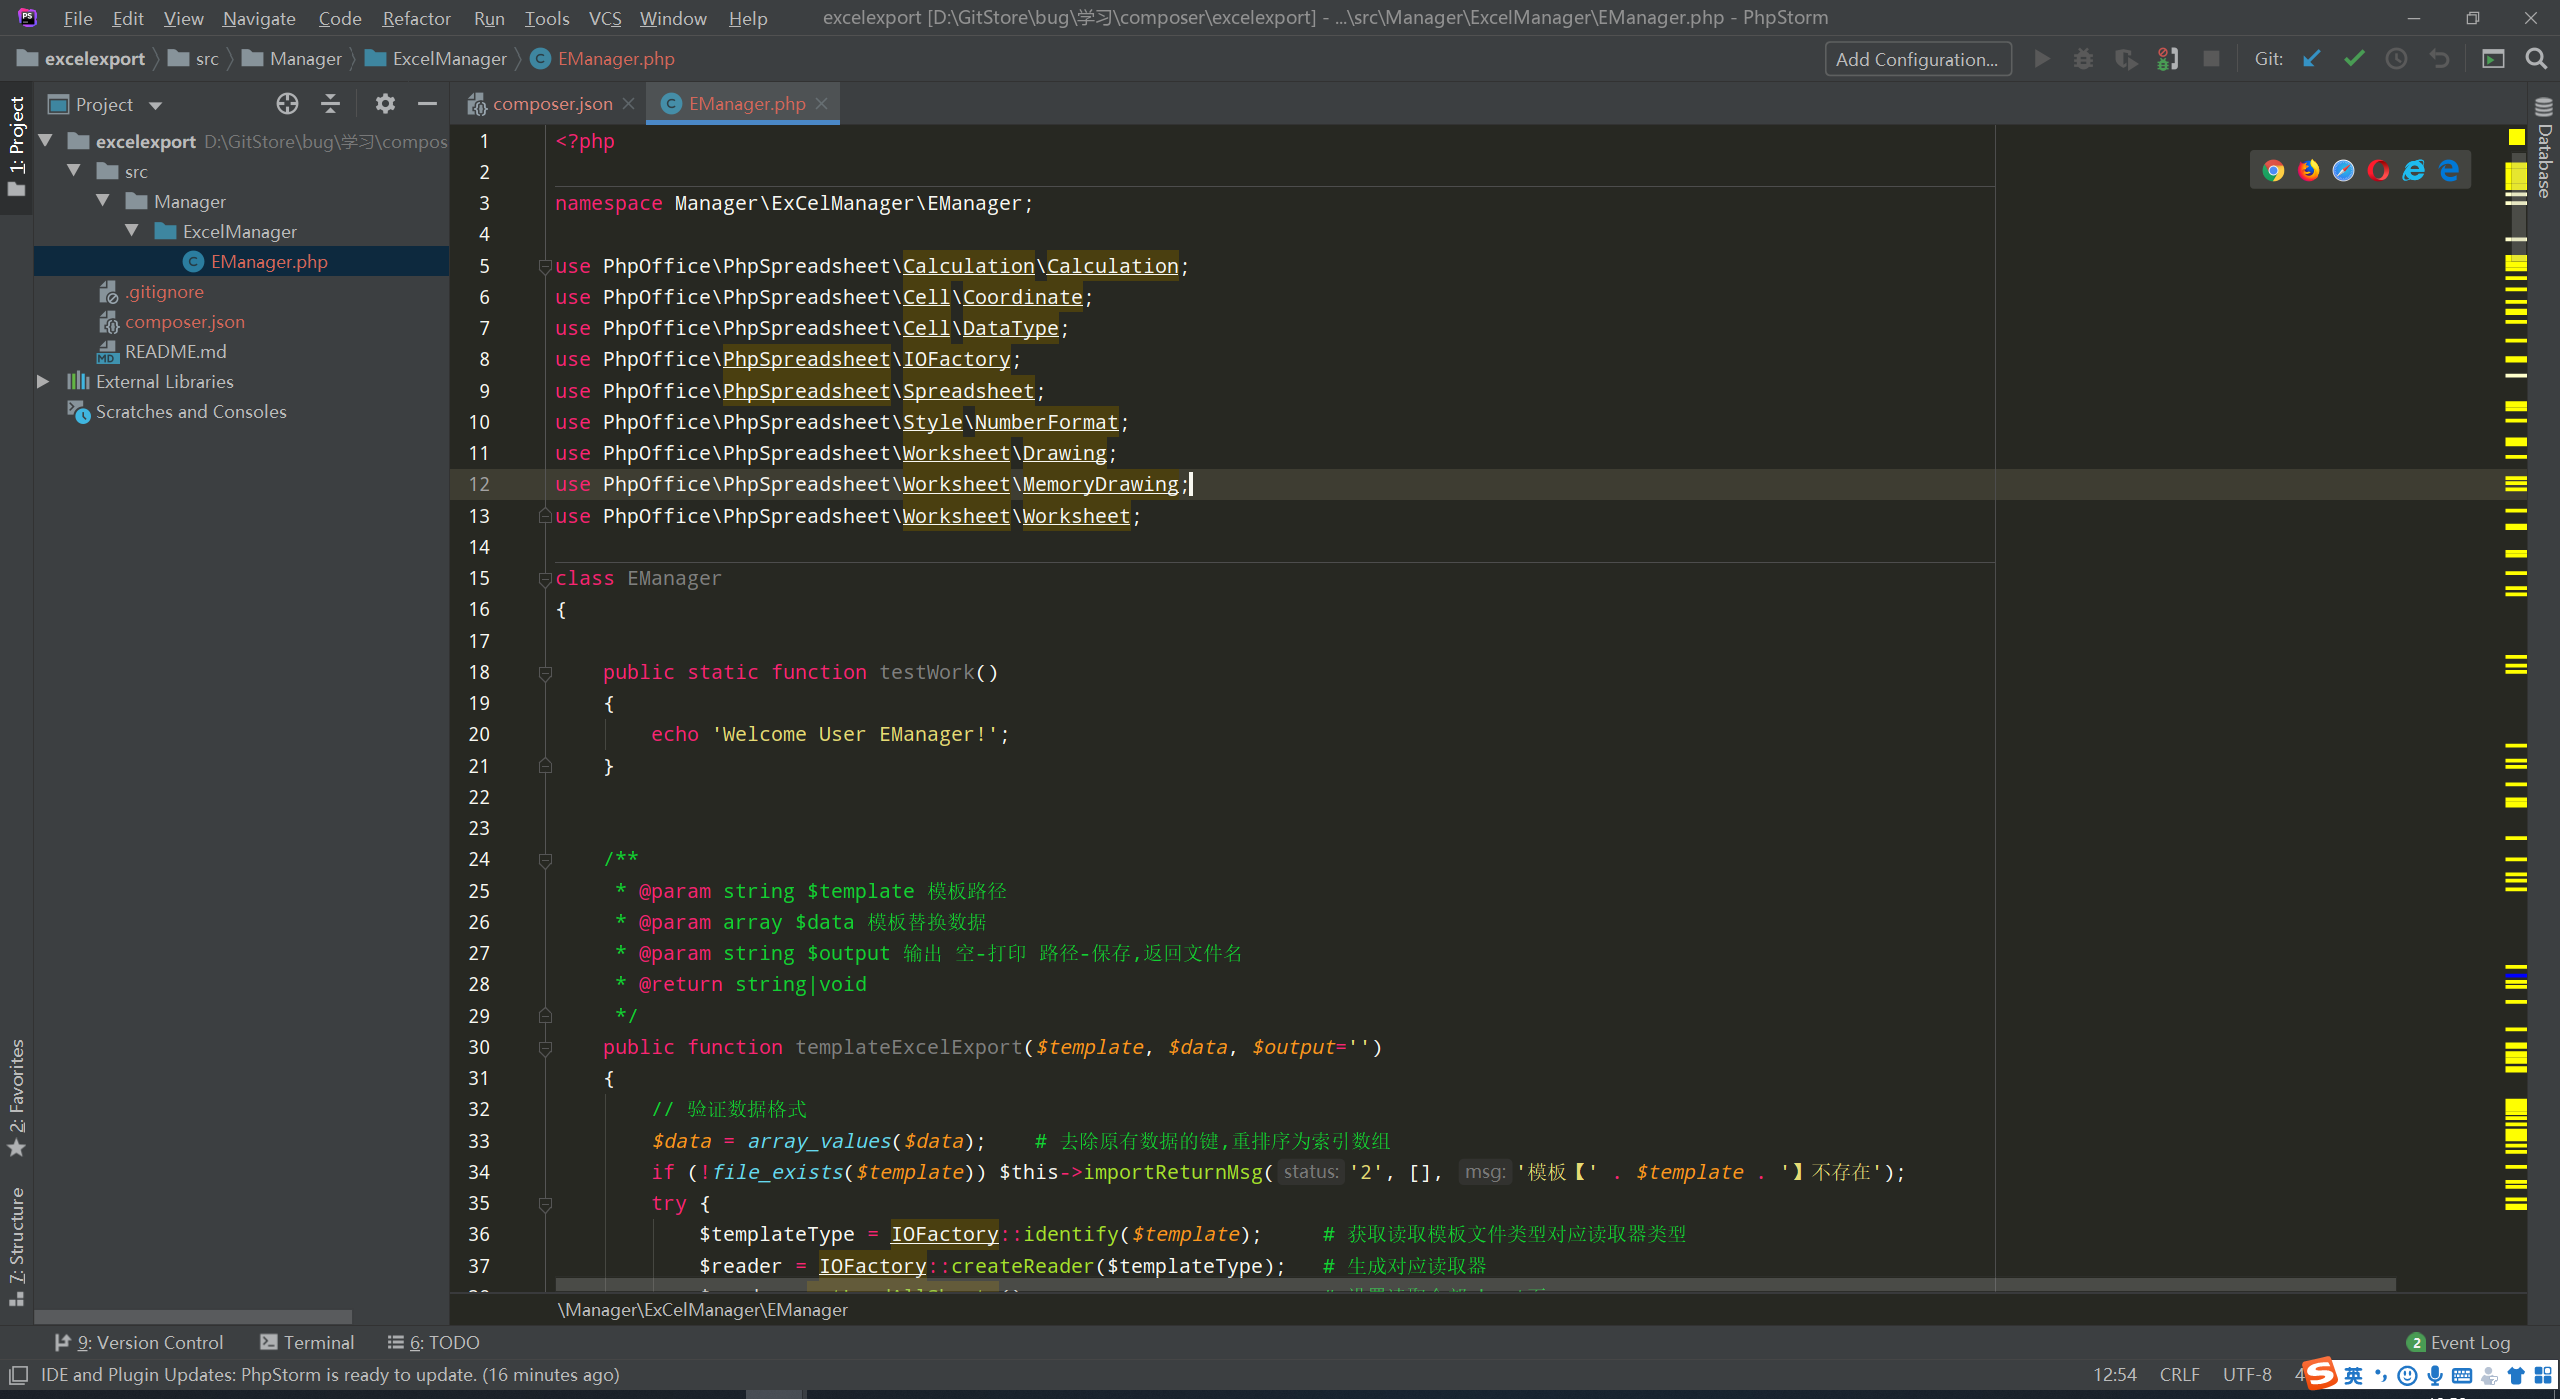 File Edit View Navigate Code Refactor Run Tools VCS Window Help excelexport [D:\GitStore\bug\学习\composer\excelexport] - ...\src\Manager\ExcelManager\EManager.php - PhpStorm
excelexport src Manager ExcelManager EManager.php Add Configuration... Git:
1: Project
Project
excelexport D:\GitStore\bug\学习\compos
src
Manager
ExcelManager
EManager.php
.gitignore
composer.json
README.md
External Libraries
Scratches and Consoles
2: Favorites
7: Structure
Database
composer.json EManager.php
1 <?php
2
3 namespace Manager\ExCelManager\EManager;
4
5 use PhpOffice\PhpSpreadsheet\Calculation\Calculation;
6 use PhpOffice\PhpSpreadsheet\Cell\Coordinate;
7 use PhpOffice\PhpSpreadsheet\Cell\DataType;
8 use PhpOffice\PhpSpreadsheet\IOFactory;
9 use PhpOffice\PhpSpreadsheet\Spreadsheet;
10 use PhpOffice\PhpSpreadsheet\Style\NumberFormat;
11 use PhpOffice\PhpSpreadsheet\Worksheet\Drawing;
12 use PhpOffice\PhpSpreadsheet\Worksheet\MemoryDrawing;
13 use PhpOffice\PhpSpreadsheet\Worksheet\Worksheet;
14
15 class EManager
16 {
17
18 public static function testWork()
19 {
20 echo 'Welcome User EManager!';
21 }
22
23
24 /**
25 * @param string $template 模板路径
26 * @param array $data 模板替换数据
27 * @param string $output 输出 空-打印 路径-保存,返回文件名
28 * @return string|void
29 */
30 public function templateExcelExport($template, $data, $output='')
31 {
32 // 验证数据格式
33 $data = array_values($data); # 去除原有数据的键,重排序为索引数组
34 if (!file_exists($template)) $this->importReturnMsg( status: '2', [], msg: '模板【' . $template . '】不存在');
35 try {
36 $templateType = IOFactory::identify($template); # 获取读取模板文件类型对应读取器类型
37 $reader = IOFactory::createReader($templateType); # 生成对应读取器
\Manager\ExCelManager\EManager
9: Version Control Terminal 6: TODO 2 Event Log
IDE and Plugin Updates: PhpStorm is ready to update. (16 minutes ago) 12:54 CRLF UTF-8 4 英